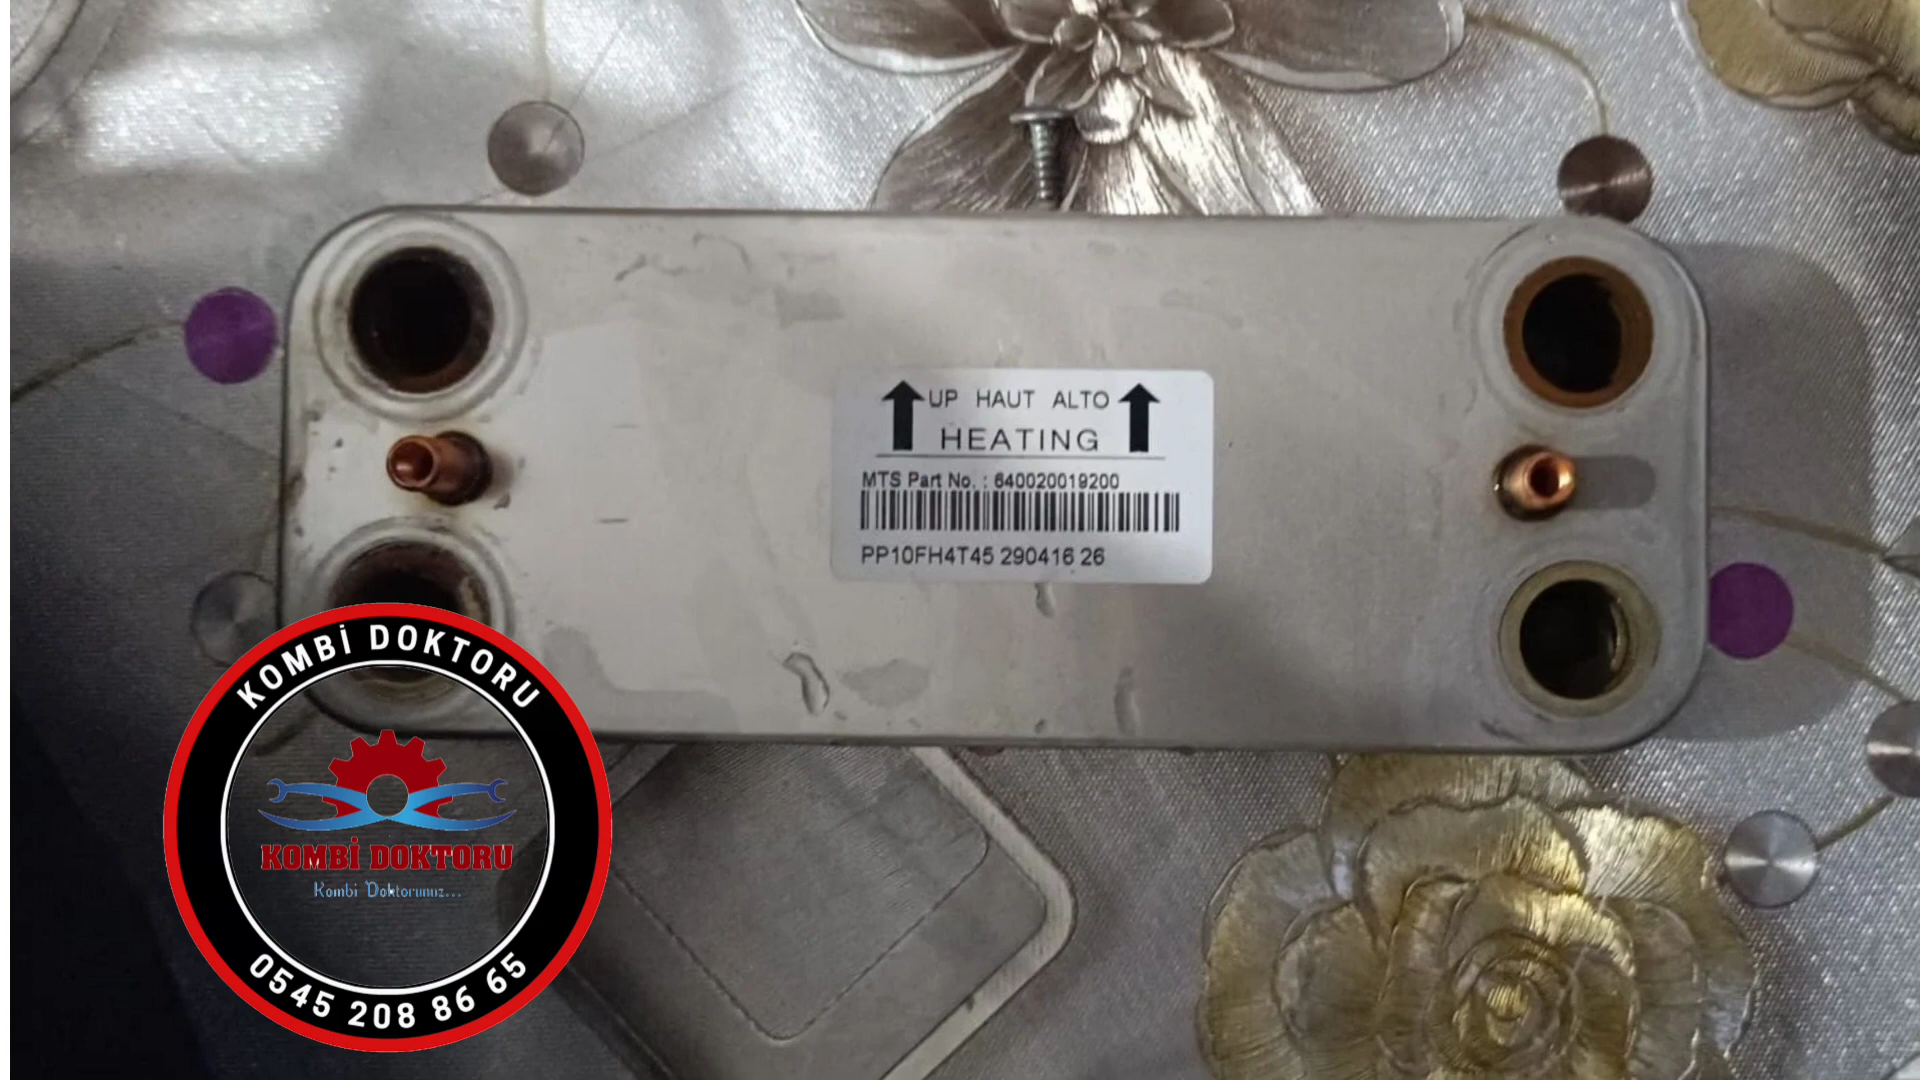 UP HAUT ALTO
HEATING
MTS Part No. : 640020019200
PP10FH4T45 290416 26
KOMBİ DOKTORU
KOMBİ DOKTORU
Kombi Doktorunuz...
0545 208 86 65